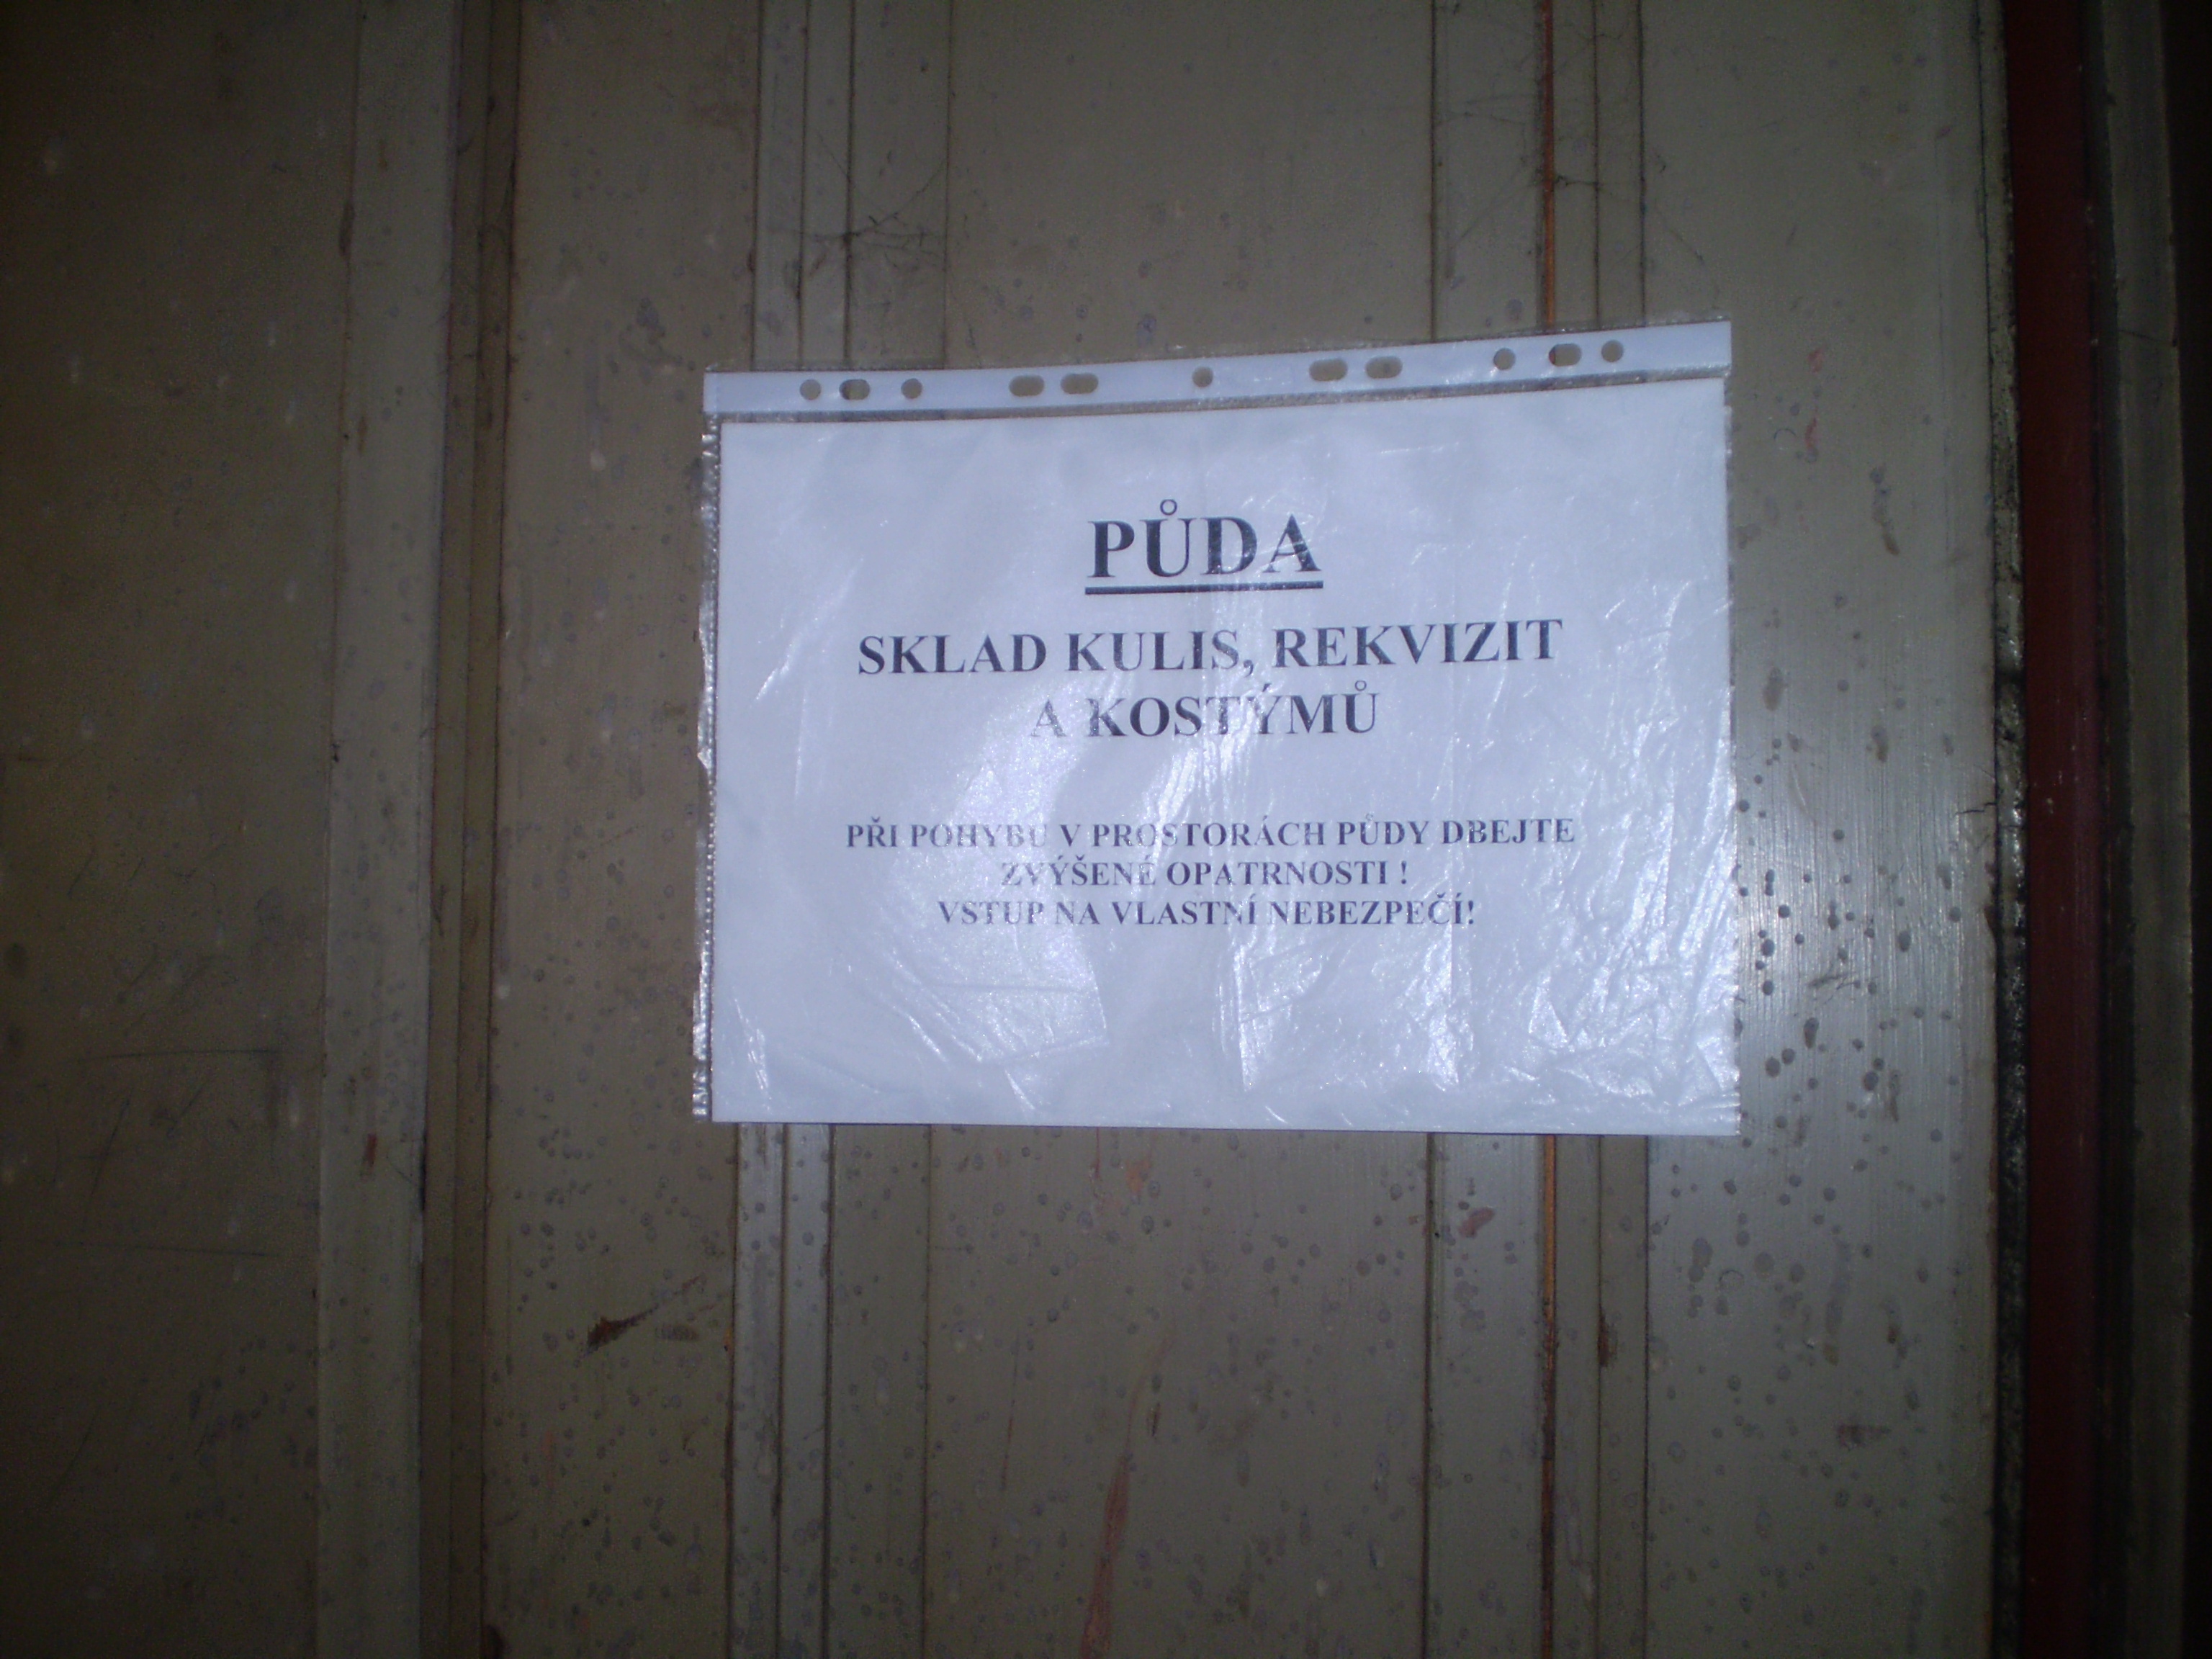 PŮDA
SKLAD KULIS, REKVIZIT
A KOSTÝMŮ
PŘI POHYBU V PROSTORÁCH PŮDY DBEJTE
ZVÝŠENÉ OPATRNOSTI !
VSTUP NA VLASTNÍ NEBEZPEČÍ!